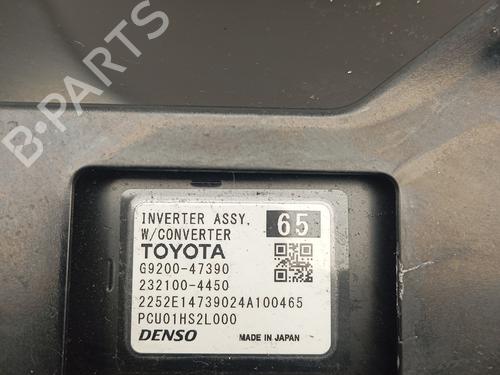 B-PARTS
INVERTER ASSY, 65
W/CONVERTER
TOYOTA
G9200-47390
232100-4450
2252E14739024A100465
PCU01HS2L000
DENSO MADE IN JAPAN